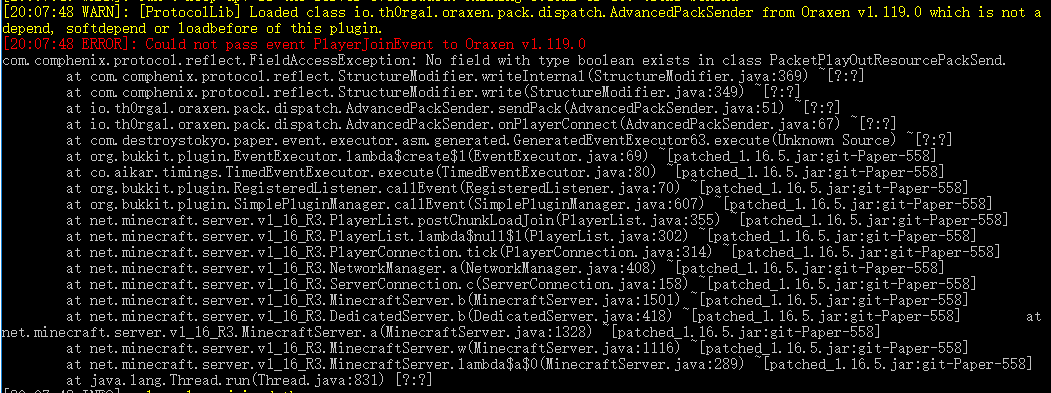 [20:07:48 WARN]: [ProtocolLib] Loaded class io.th0rgal.oraxen.pack.dispatch.AdvancedPackSender from Oraxen v1.119.0 which is not a
depend, softdepend or loadbefore of this plugin.
[20:07:48 ERROR]: Could not pass event PlayerJoinEvent to Oraxen v1.119.0
com.comphenix.protocol.reflect.FieldAccessException: No field with type boolean exists in class PacketPlayOutResourcePackSend.
at com.comphenix.protocol.reflect.StructureModifier.writeInternal(StructureModifier.java:369) ~[?:?]
at com.comphenix.protocol.reflect.StructureModifier.write(StructureModifier.java:349) ~[?:?]
at io.th0rgal.oraxen.pack.dispatch.AdvancedPackSender.sendPack(AdvancedPackSender.java:51) ~[?:?]
at io.th0rgal.oraxen.pack.dispatch.AdvancedPackSender.onPlayerConnect(AdvancedPackSender.java:67) ~[?:?]
at com.destroystokyo.paper.event.executor.asm.generated.GeneratedEventExecutor63.execute(Unknown Source) ~[?:?]
at org.bukkit.plugin.EventExecutor.lambda$create$1(EventExecutor.java:69) ~[patched_1.16.5.jar:git-Paper-558]
at co.aikar.timings.TimedEventExecutor.execute(TimedEventExecutor.java:80) ~[patched_1.16.5.jar:git-Paper-558]
at org.bukkit.plugin.RegisteredListener.callEvent(RegisteredListener.java:70) ~[patched_1.16.5.jar:git-Paper-558]
at org.bukkit.plugin.SimplePluginManager.callEvent(SimplePluginManager.java:607) ~[patched_1.16.5.jar:git-Paper-558]
at net.minecraft.server.v1_16_R3.PlayerList.postChunkLoadJoin(PlayerList.java:355) ~[patched_1.16.5.jar:git-Paper-558]
at net.minecraft.server.v1_16_R3.PlayerList.lambda$null$1(PlayerList.java:302) ~[patched_1.16.5.jar:git-Paper-558]
at net.minecraft.server.v1_16_R3.PlayerConnection.tick(PlayerConnection.java:314) ~[patched_1.16.5.jar:git-Paper-558]
at net.minecraft.server.v1_16_R3.NetworkManager.a(NetworkManager.java:408) ~[patched_1.16.5.jar:git-Paper-558]
at net.minecraft.server.v1_16_R3.ServerConnection.c(ServerConnection.java:158) ~[patched_1.16.5.jar:git-Paper-558]
at net.minecraft.server.v1_16_R3.MinecraftServer.b(MinecraftServer.java:1501) ~[patched_1.16.5.jar:git-Paper-558]
at net.minecraft.server.v1_16_R3.DedicatedServer.b(DedicatedServer.java:418) ~[patched_1.16.5.jar:git-Paper-558] at
net.minecraft.server.v1_16_R3.MinecraftServer.a(MinecraftServer.java:1328) ~[patched_1.16.5.jar:git-Paper-558]
at net.minecraft.server.v1_16_R3.MinecraftServer.w(MinecraftServer.java:1116) ~[patched_1.16.5.jar:git-Paper-558]
at net.minecraft.server.v1_16_R3.MinecraftServer.lambda$a$0(MinecraftServer.java:289) ~[patched_1.16.5.jar:git-Paper-558]
at java.lang.Thread.run(Thread.java:831) [?:?]